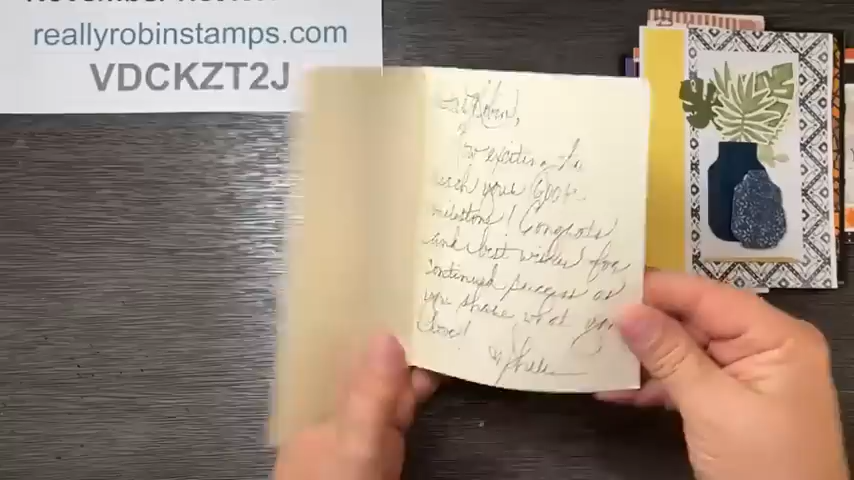 reallyrobinstamps.com
VDCKZT2J
Robin,
So exciting to
reach your 600th
milestone! Congrats!
and best wishes for
continued success as
you share what you
love!